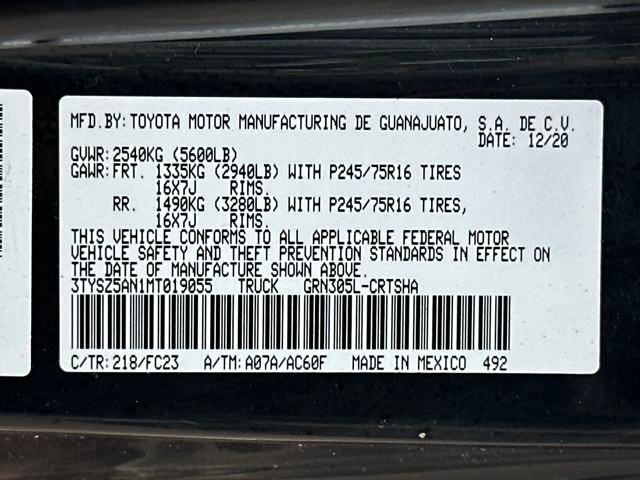 MFD.BY:TOYOTA MOTOR MANUFACTURING DE GUANAJUATO, S.A. DE C.V.
DATE: 12/20
GVWR:2540KG (5600LB)
GAWR:FRT. 1335KG (2940LB) WITH P245/75R16 TIRES
16X7J RIMS.
RR. 1490KG (3280LB) WITH P245/75R16 TIRES,
16X7J RIMS.
THIS VEHICLE CONFORMS TO ALL APPLICABLE FEDERAL MOTOR
VEHICLE SAFETY AND THEFT PREVENTION STANDARDS IN EFFECT ON
THE DATE OF MANUFACTURE SHOWN ABOVE.
3TYSZ5AN1MT019055 TRUCK GRN305L-CRTSHA
C/TR:218/FC23 A/TM:A07A/AC60F MADE IN MEXICO 492